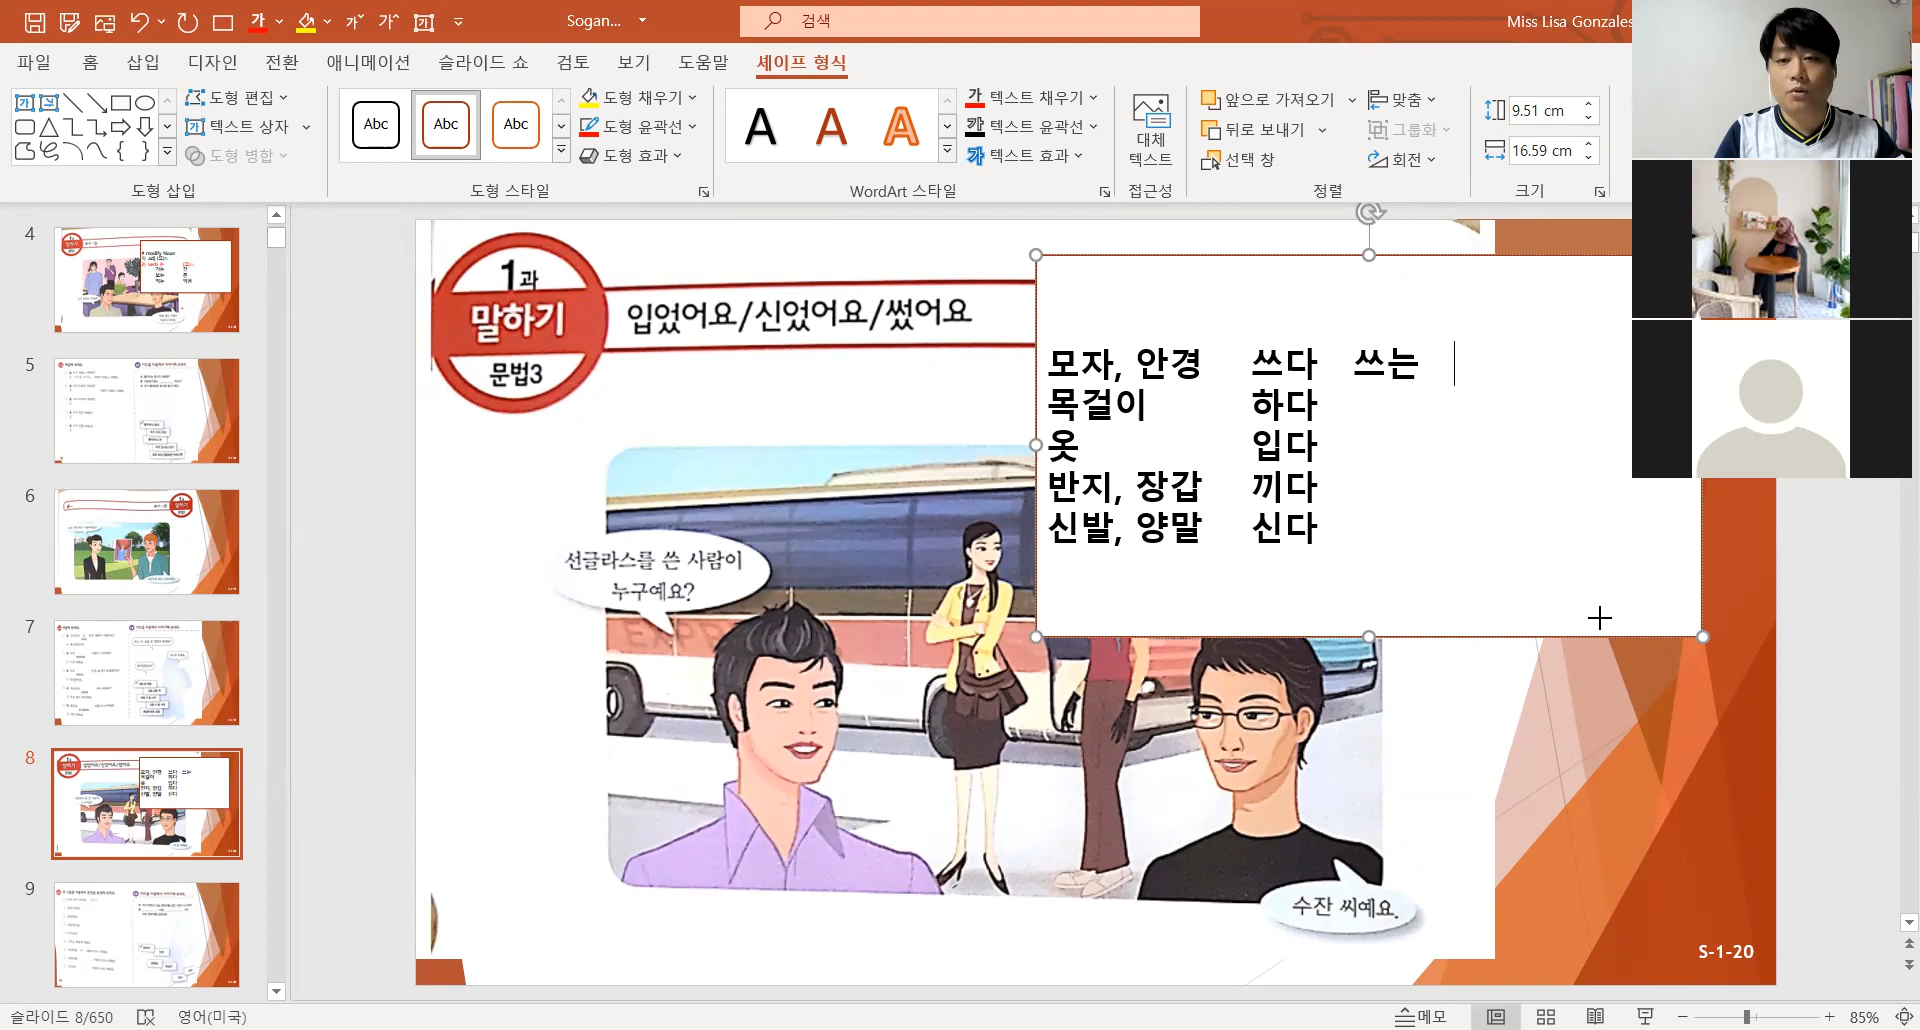 Sogan...
검색
Miss Lisa Gonzales
파일 홈 삽입 디자인 전환 애니메이션 슬라이드 쇼 검토 보기 도움말 셰이프 형식
도형 편집
텍스트 상자
도형 병합
도형 삽입
Abc Abc Abc
도형 채우기
도형 윤곽선
도형 효과
도형 스타일
A A A
텍스트 채우기
텍스트 윤곽선
텍스트 효과
WordArt 스타일
대체
텍스트
접근성
앞으로 가져오기
뒤로 보내기
선택 창
맞춤
그룹화
회전
정렬
9.51 cm
16.59 cm
크기
4
5
6
7
8
9
1과
말하기
문법3
입었어요/신었어요/썼어요
모자, 안경 쓰다 쓰는
목걸이 하다
옷 입다
반지, 장갑 끼다
신발, 양말 신다
선글라스를 쓴 사람이
누구예요?
수잔 씨예요.
S-1-20
슬라이드 8/650
영어(미국)
메모
85%